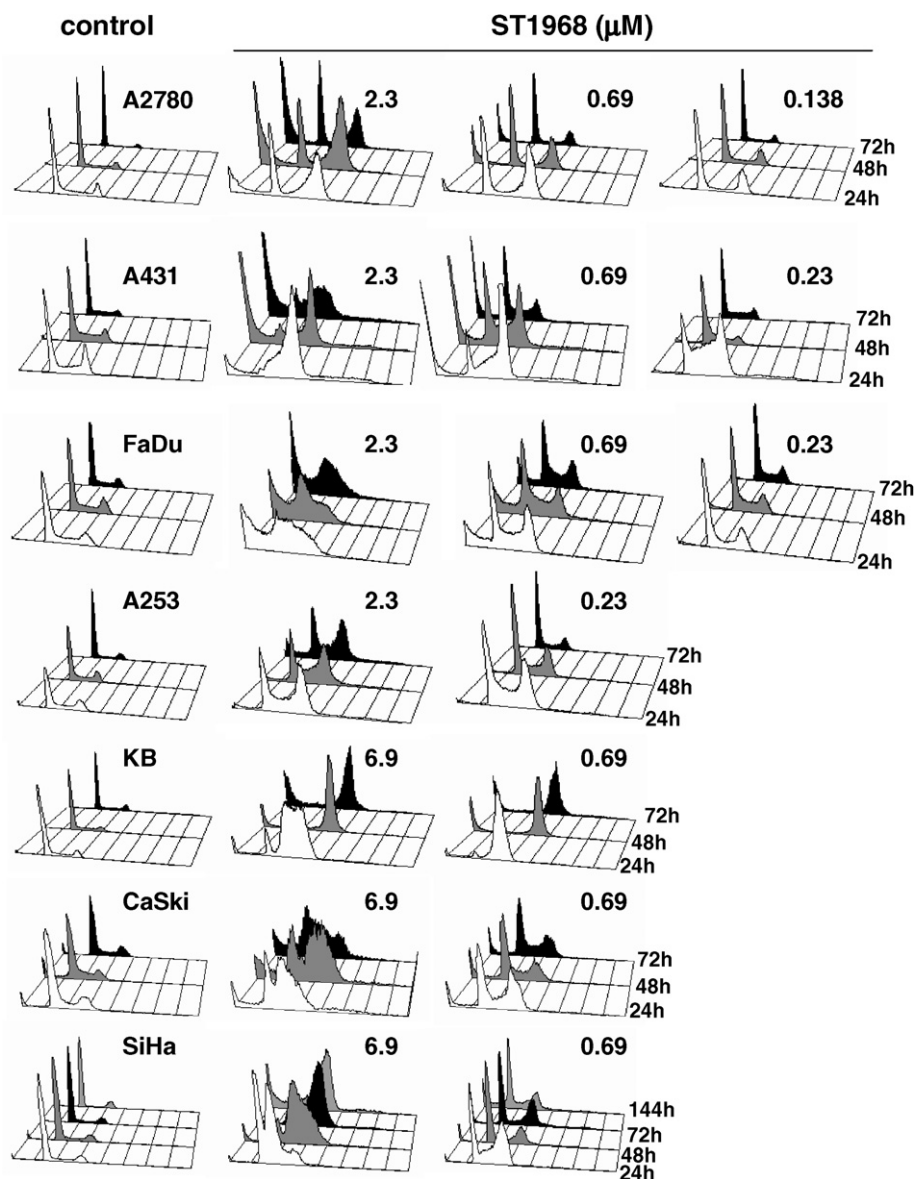 control ST1968 (µM)
A2780 2.3 0.69 0.138
72h
48h
24h
A431 2.3 0.69 0.23
72h
48h
24h
FaDu 2.3 0.69 0.23
72h
48h
24h
A253 2.3 0.23
72h
48h
24h
KB 6.9 0.69
72h
48h
24h
CaSki 6.9 0.69
72h
48h
24h
SiHa 6.9 0.69
144h
72h
48h
24h